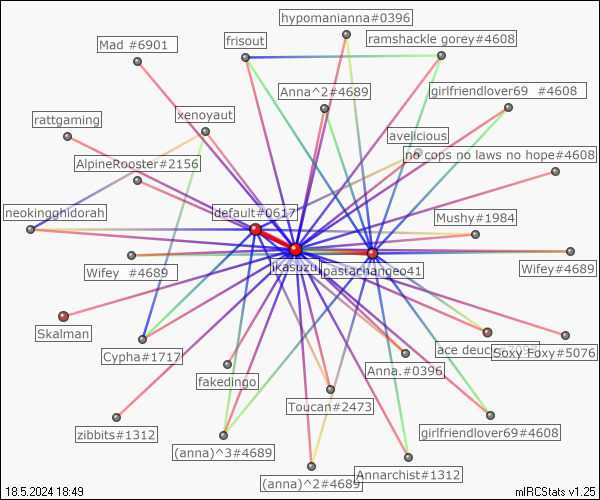 hypomanianna#0396
Mad #6901
frisout
ramshackle gorey#4608
Anna^2#4689
girlfriendlover69 #4608
rattgaming
xenoyaut
avelicious
AlpineRooster#2156
no cops no laws no hope#4608
neokingghidorah
default#0617
Mushy#1984
Wifey #4689
ikasuzu
pastachangeo41
Wifey#4689
Skalman
Cypha#1717
ace deuce
Soxy Foxy#5076
fakedingo
Anna.#0396
Toucan#2473
zibbits#1312
girlfriendlover69#4608
(anna)^3#4689
(anna)^2#4689
Annarchist#1312
18.5.2024 18:49
mIRCStats v1.25